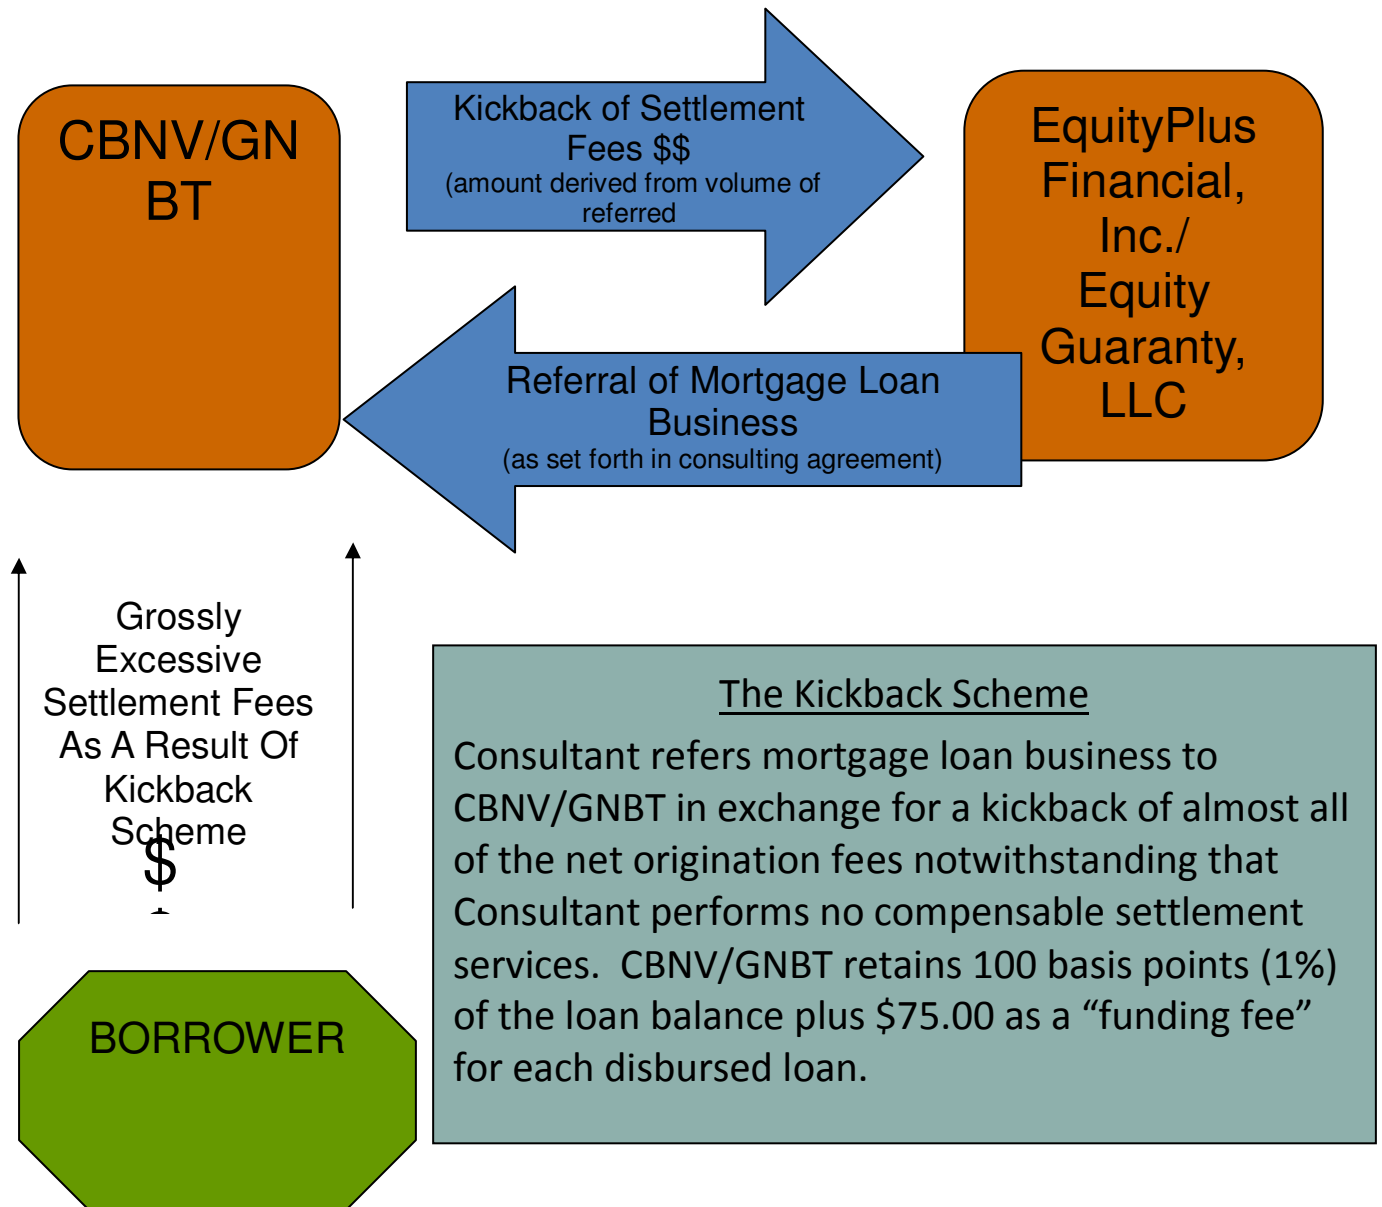 CBNV/GN
BT
Kickback of Settlement
Fees $$
(amount derived from volume of
referred
EquityPlus
Financial,
Inc./
Equity
Guaranty,
LLC
Referral of Mortgage Loan
Business
(as set forth in consulting agreement)
Grossly
Excessive
Settlement Fees
As A Result Of
Kickback
Scheme
$
The Kickback Scheme
Consultant refers mortgage loan business to
CBNV/GNBT in exchange for a kickback of almost all
of the net origination fees notwithstanding that
Consultant performs no compensable settlement
services.  CBNV/GNBT retains 100 basis points (1%)
of the loan balance plus $75.00 as a “funding fee”
for each disbursed loan.
BORROWER